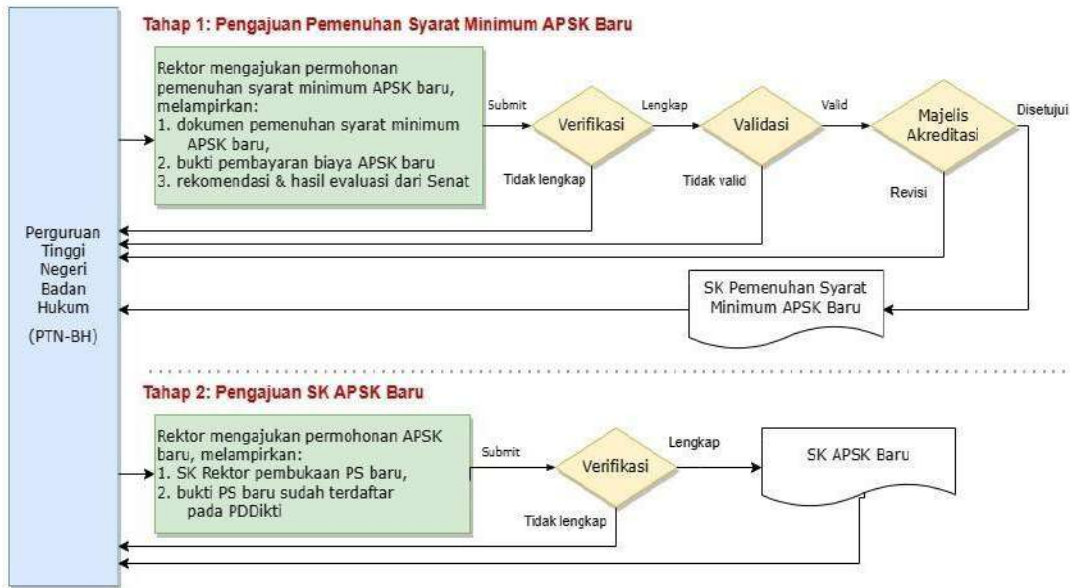 Tahap 1: Pengajuan Pemenuhan Syarat Minimum APSK Baru
Rektor mengajukan permohonan
pemenuhan syarat minimum APSK baru,
melampirkan:
1. dokumen pemenuhan syarat minimum
APSK baru,
2. bukti pembayaran biaya APSK baru
3. rekomendasi & hasil evaluasi dari Senat
Submit
Verifikasi
Lengkap
Validasi
Valid
Majelis
Akreditasi
Disetujui
Tidak lengkap
Tidak valid
Revisi
Perguruan
Tinggi
Negeri
Badan
Hukum
(PTN-BH)
SK Pemenuhan Syarat
Minimum APSK Baru
Tahap 2: Pengajuan SK APSK Baru
Rektor mengajukan permohonan APSK
baru, melampirkan:
1. SK Rektor pembukaan PS baru,
2. bukti PS baru sudah terdaftar
pada PDDikti
Submit
Verifikasi
Lengkap
SK APSK Baru
Tidak lengkap